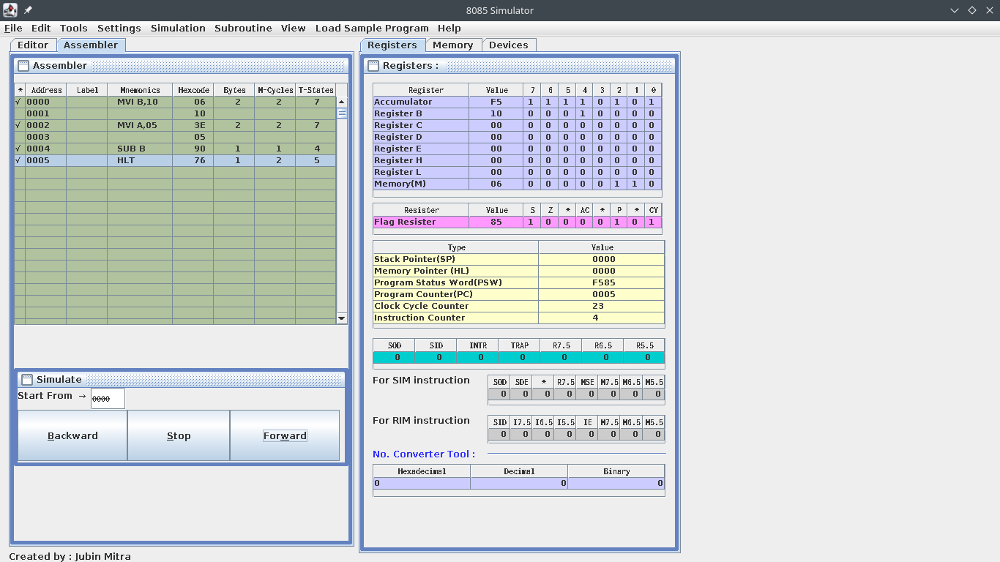 8085 Simulator
File Edit Tools Settings Simulation Subroutine View Load Sample Program Help
Editor Assembler
Assembler
* Address Label Mnemonics Hexcode Bytes M-Cycles T-States
√ 0000 MVI B,10 06 2 2 7
0001 10
√ 0002 MVI A,05 3E 2 2 7
0003 05
√ 0004 SUB B 90 1 1 4
√ 0005 HLT 76 1 2 5
Simulate
Start From → 0000
Backward Stop Forward
Created by : Jubin Mitra
Registers Memory Devices
Registers :
Register Value 7 6 5 4 3 2 1 0
Accumulator F5 1 1 1 1 0 1 0 1
Register B 10 0 0 0 1 0 0 0 0
Register C 00 0 0 0 0 0 0 0 0
Register D 00 0 0 0 0 0 0 0 0
Register E 00 0 0 0 0 0 0 0 0
Register H 00 0 0 0 0 0 0 0 0
Register L 00 0 0 0 0 0 0 0 0
Memory(M) 06 0 0 0 0 0 1 1 0
Resister Value S Z * AC * P * CY
Flag Resister 85 1 0 0 0 0 1 0 1
Type Value
Stack Pointer(SP) 0000
Memory Pointer (HL) 0000
Program Status Word(PSW) F585
Program Counter(PC) 0005
Clock Cycle Counter 23
Instruction Counter 4
SOD SID INTR TRAP R7.5 R6.5 R5.5
0 0 0 0 0 0 0
For SIM instruction
SOD SDE * R7.5 MSE M7.5 M6.5 M5.5
0 0 0 0 0 0 0 0
For RIM instruction
SID I7.5 I6.5 I5.5 IE M7.5 M6.5 M5.5
0 0 0 0 0 0 0 0
No. Converter Tool :
Hexadecimal Decimal Binary
0 0 0